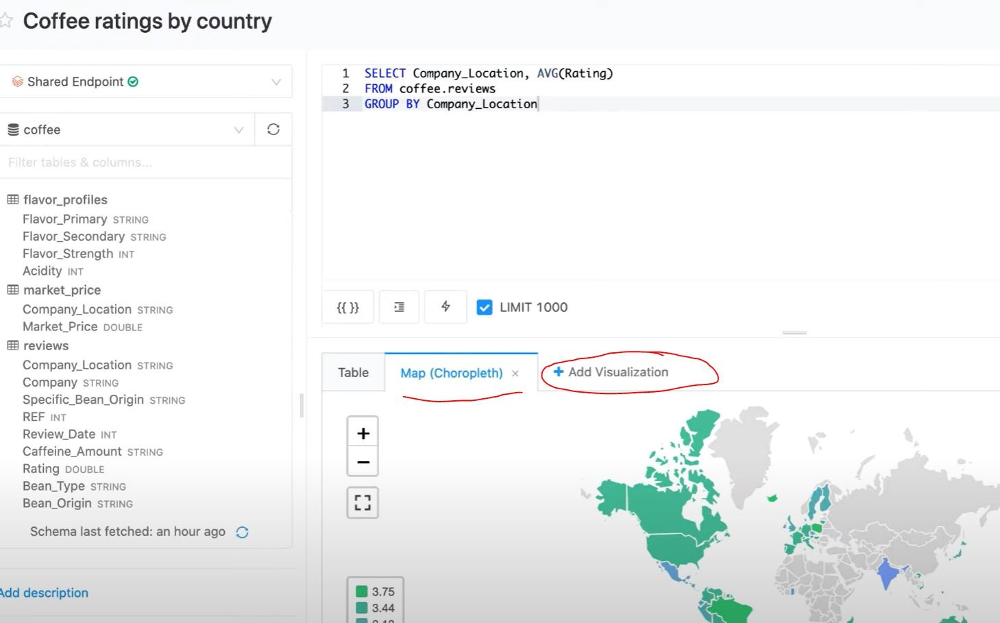 Coffee ratings by country
Shared Endpoint
coffee
Filter tables & columns...
flavor_profiles
Flavor_Primary STRING
Flavor_Secondary STRING
Flavor_Strength INT
Acidity INT
market_price
Company_Location STRING
Market_Price DOUBLE
reviews
Company_Location STRING
Company STRING
Specific_Bean_Origin STRING
REF INT
Review_Date INT
Caffeine_Amount STRING
Rating DOUBLE
Bean_Type STRING
Bean_Origin STRING
Schema last fetched: an hour ago
Add description
1 SELECT Company_Location, AVG(Rating)
2 FROM coffee.reviews
3 GROUP BY Company_Location
{{ }}
LIMIT 1000
Table
Map (Choropleth) ×
+ Add Visualization
+
−
3.75
3.44